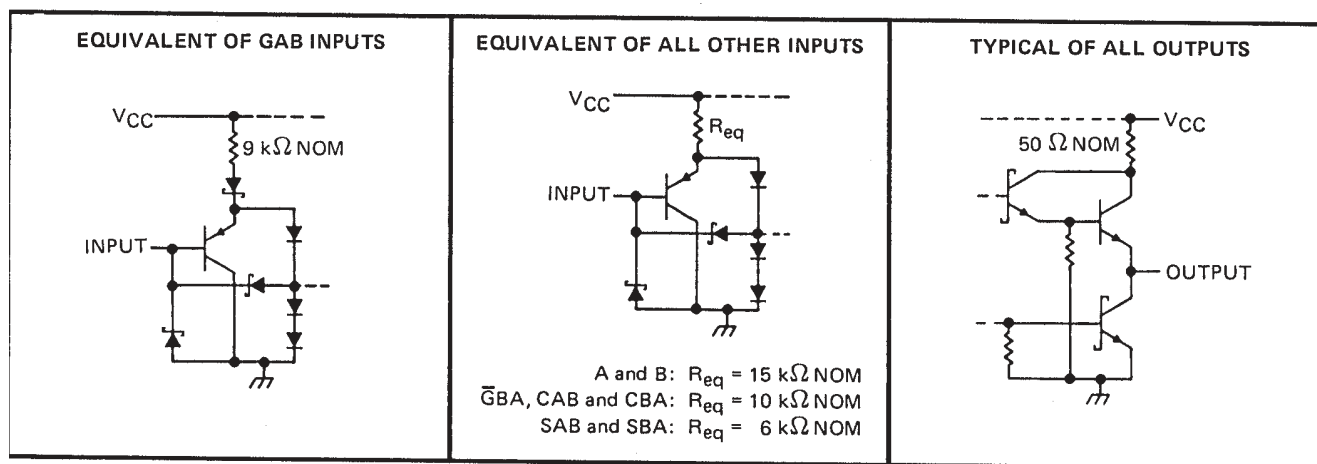 EQUIVALENT OF GAB INPUTS
VCC
9 kΩ NOM
INPUT
EQUIVALENT OF ALL OTHER INPUTS
VCC
Req
INPUT
A and B: Req = 15 kΩ NOM
G̅BA, CAB and CBA: Req = 10 kΩ NOM
SAB and SBA: Req = 6 kΩ NOM
TYPICAL OF ALL OUTPUTS
VCC
50 Ω NOM
OUTPUT